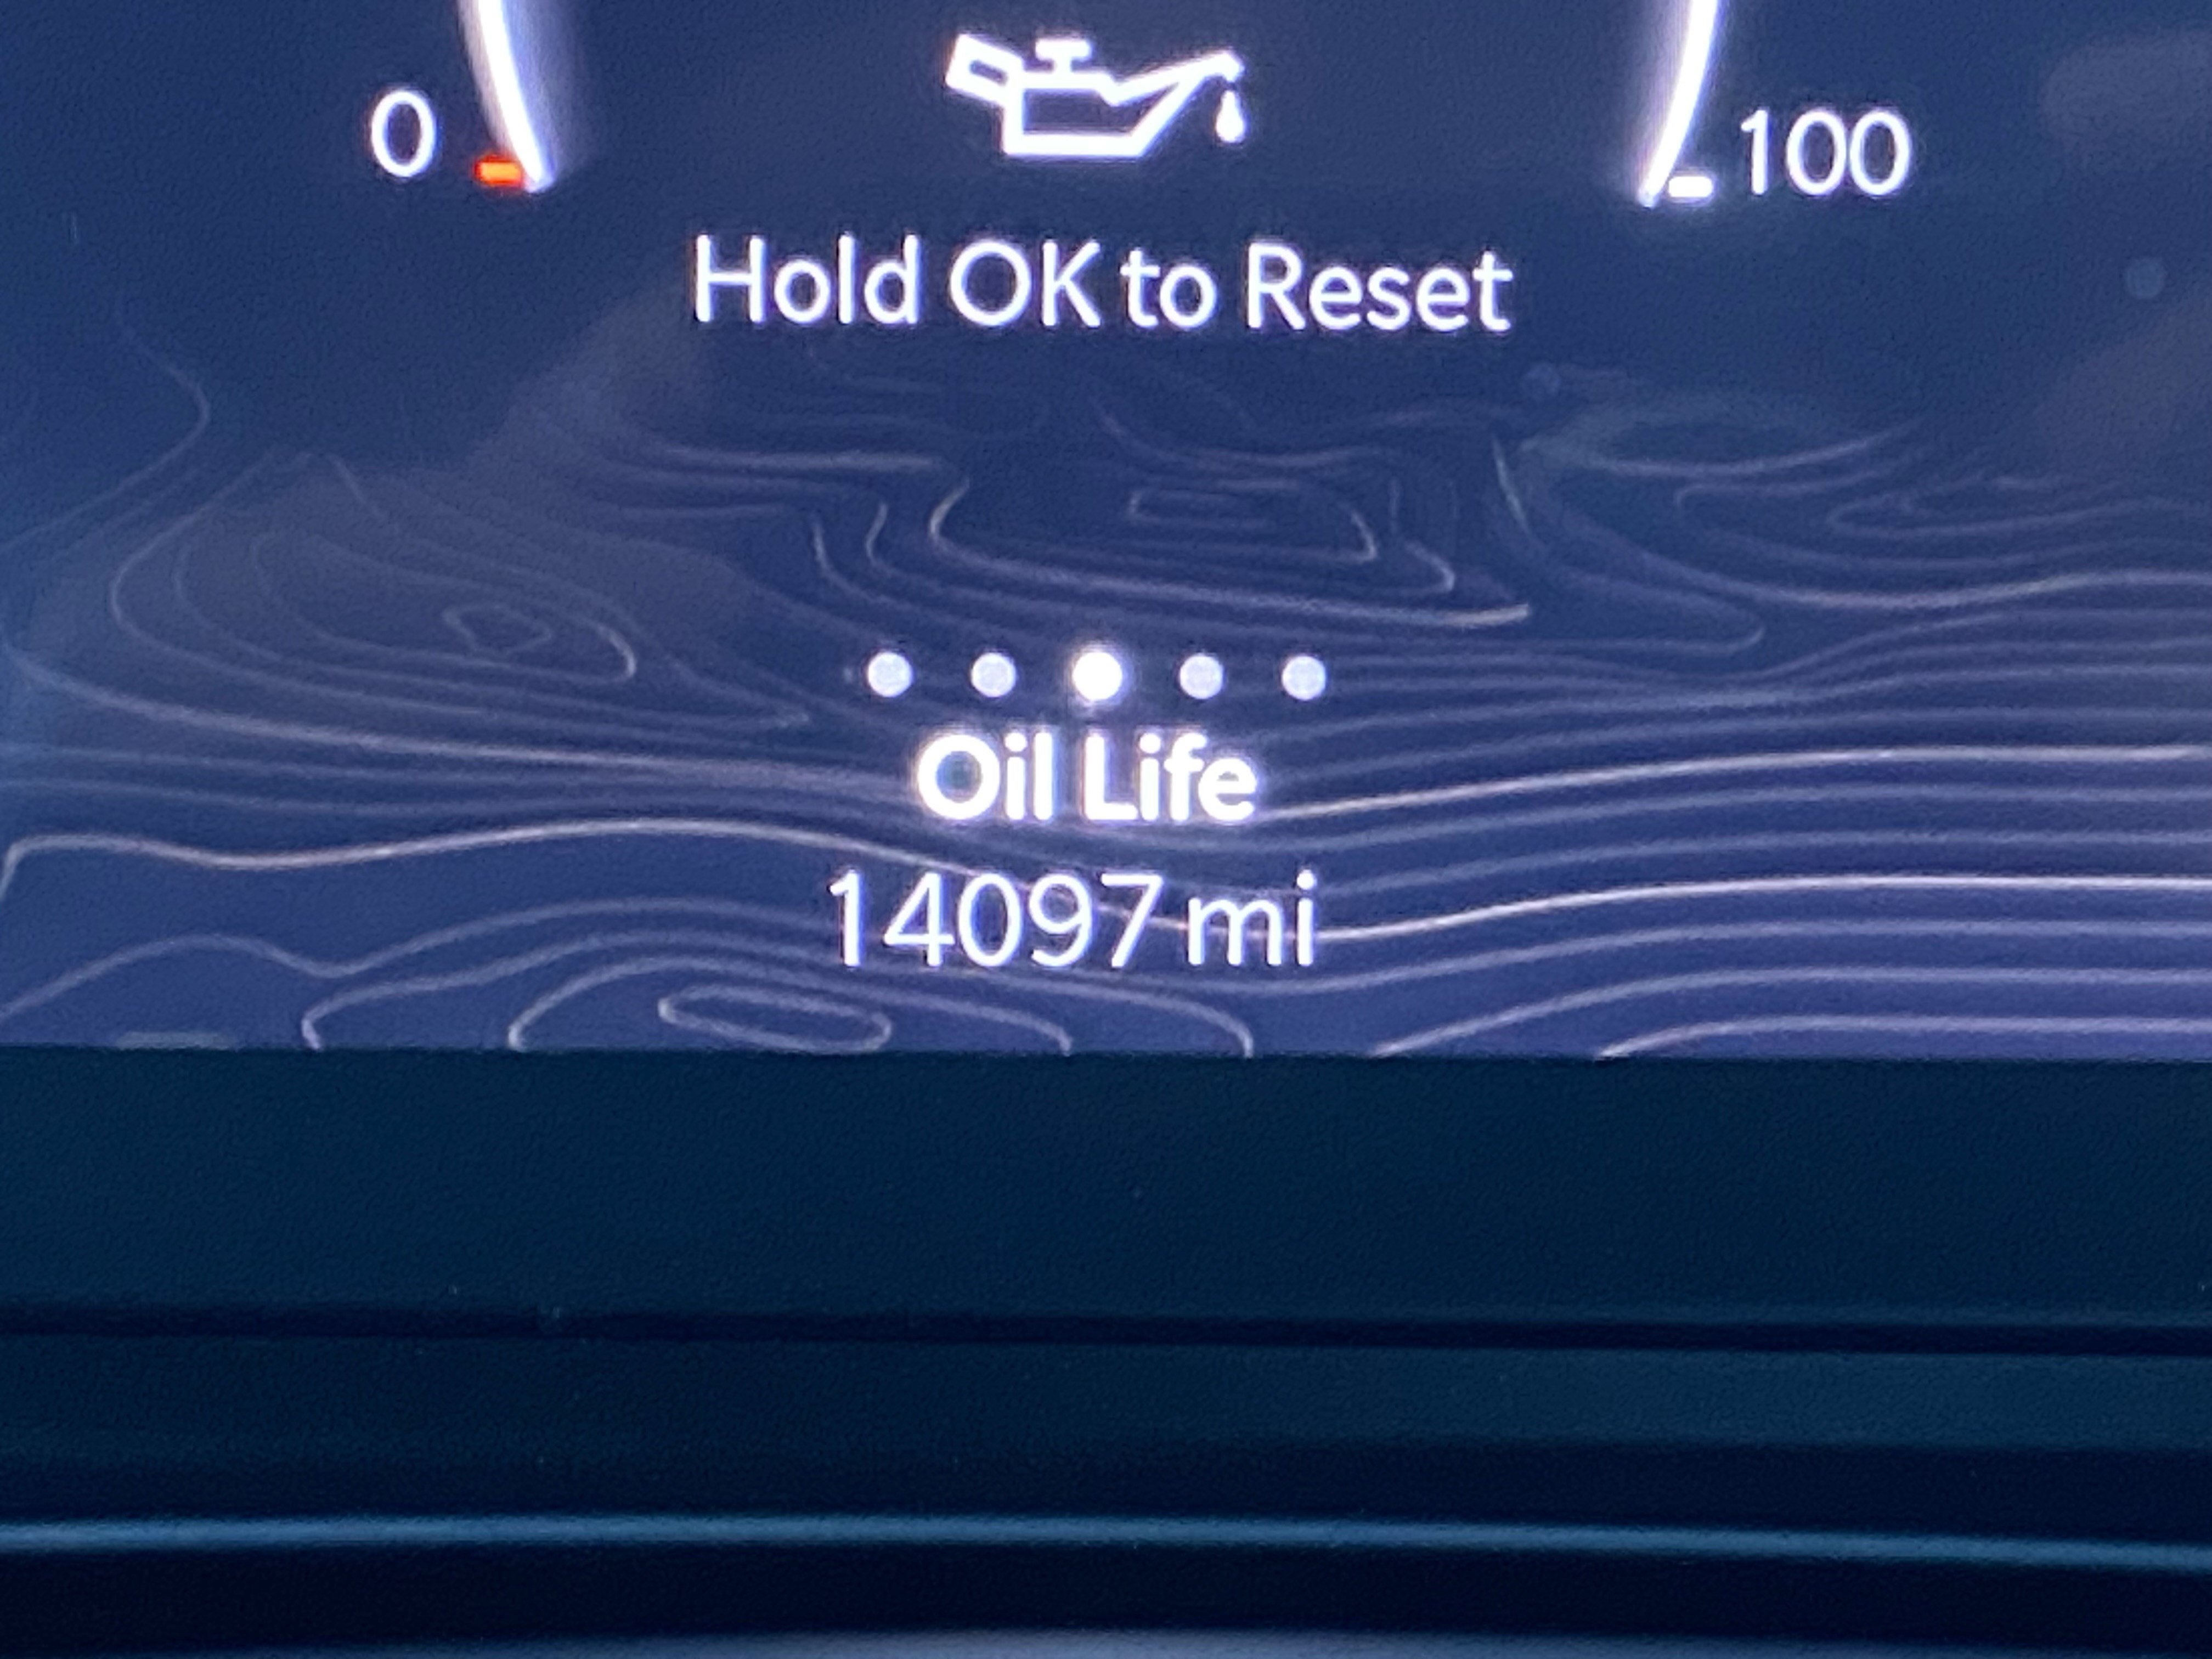 0
100
Hold OK to Reset
Oil Life
14097 mi